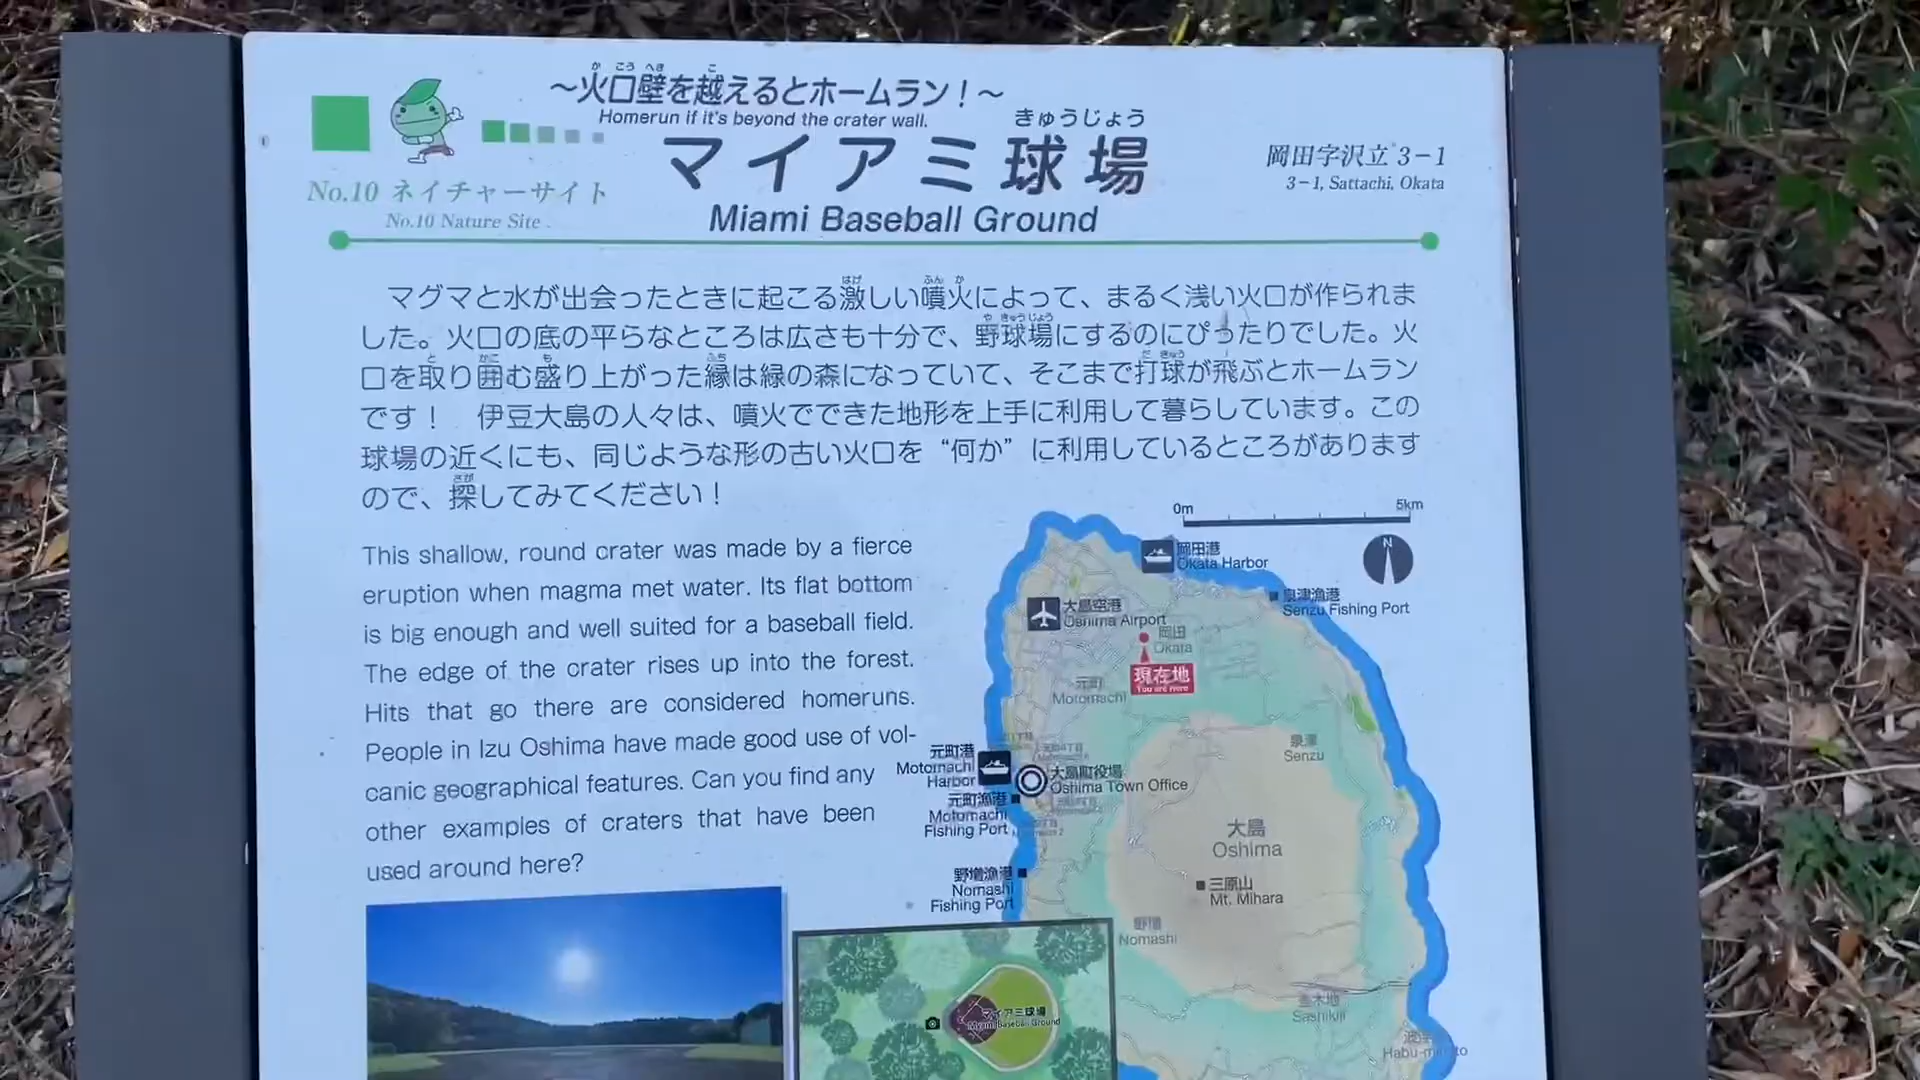 ～火口壁を越えるとホームラン！～
Homerun if it's beyond the crater wall.
きゅうじょう
マイアミ球場
Miami Baseball Ground
No.10 ネイチャーサイト
No.10 Nature Site
岡田字沢立 3−1
3−1, Sattachi, Okata
マグマと水が出会ったときに起こる激しい噴火によって、まるく浅い火口が作られま
した。火口の底の平らなところは広さも十分で、野球場にするのにぴったりでした。火
口を取り囲む盛り上がった縁は緑の森になっていて、そこまで打球が飛ぶとホームラン
です！　伊豆大島の人々は、噴火でできた地形を上手に利用して暮らしています。この
球場の近くにも、同じような形の古い火口を“何か”に利用しているところがあります
ので、探してみてください！
This shallow, round crater was made by a fierce
eruption when magma met water. Its flat bottom
is big enough and well suited for a baseball field.
The edge of the crater rises up into the forest.
Hits that go there are considered homeruns.
People in Izu Oshima have made good use of vol-
canic geographical features. Can you find any
other examples of craters that have been
used around here?
0m 5km
N
岡田港
Okata Harbor
泉津漁港
Senzu Fishing Port
大島空港
Oshima Airport
岡田
Okata
現在地
You are Here
元町
Motomachi
泉津
Senzu
元町港
Motomachi
Harbor
大島町役場
Oshima Town Office
元町漁港
Motomachi
Fishing Port
大島
Oshima
野増漁港
Nomashi
Fishing Port
三原山
Mt. Mihara
野増
Nomashi
差木地
Sashikiji
マイアミ球場
Miami Baseball Ground